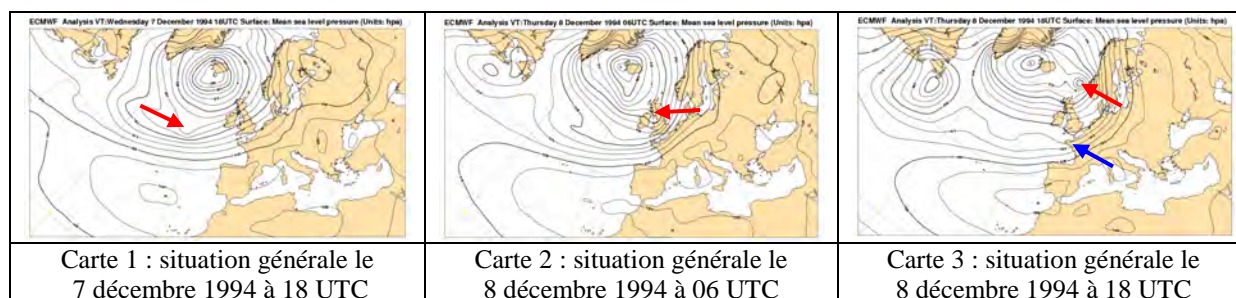 ECMWF Analysis VT:Wednesday 7 December 1994 18UTC Surface: Mean sea level pressure (Units: hpa)
ECMWF Analysis VT:Thursday 8 December 1994 06UTC Surface: Mean sea level pressure (Units: hpa)
ECMWF Analysis VT:Thursday 8 December 1994 18UTC Surface: Mean sea level pressure (Units: hpa)
Carte 1 : situation générale le
7 décembre 1994 à 18 UTC
Carte 2 : situation générale le
8 décembre 1994 à 06 UTC
Carte 3 : situation générale le
8 décembre 1994 à 18 UTC